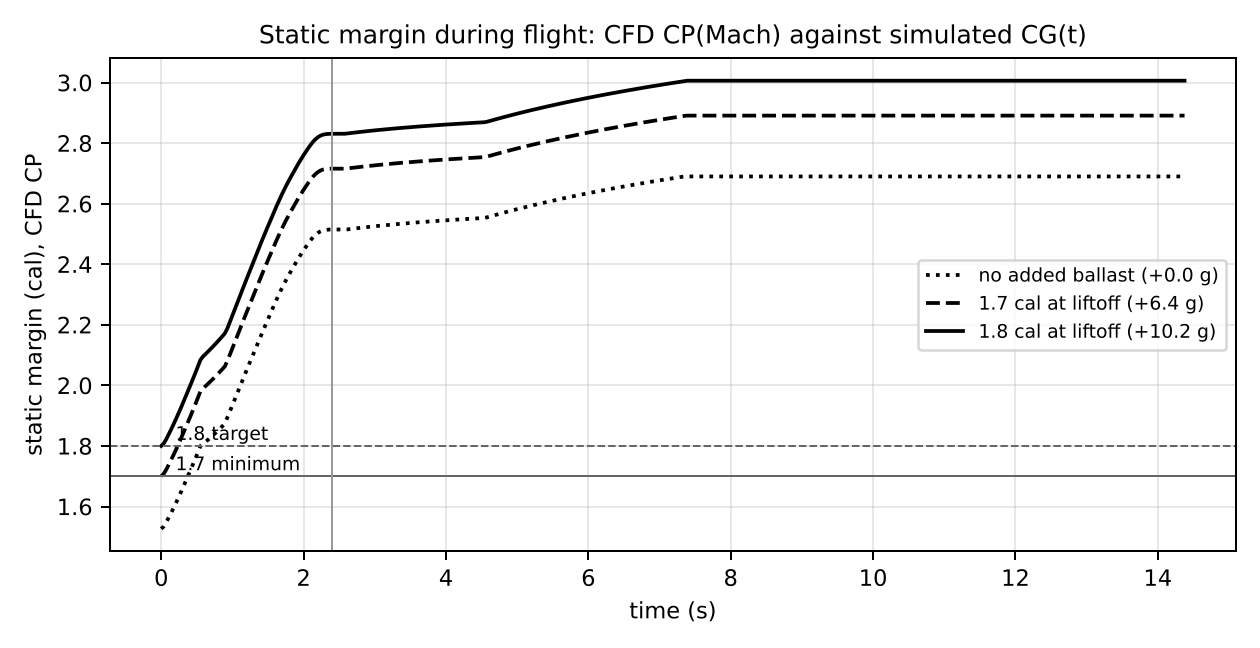 Static margin during flight: CFD CP(Mach) against simulated CG(t)
static margin (cal), CFD CP
3.0
2.8
2.6
2.4
2.2
2.0
1.8
1.6
no added ballast (+0.0 g)
1.7 cal at liftoff (+6.4 g)
1.8 cal at liftoff (+10.2 g)
1.8 target
1.7 minimum
0 2 4 6 8 10 12 14
time (s)